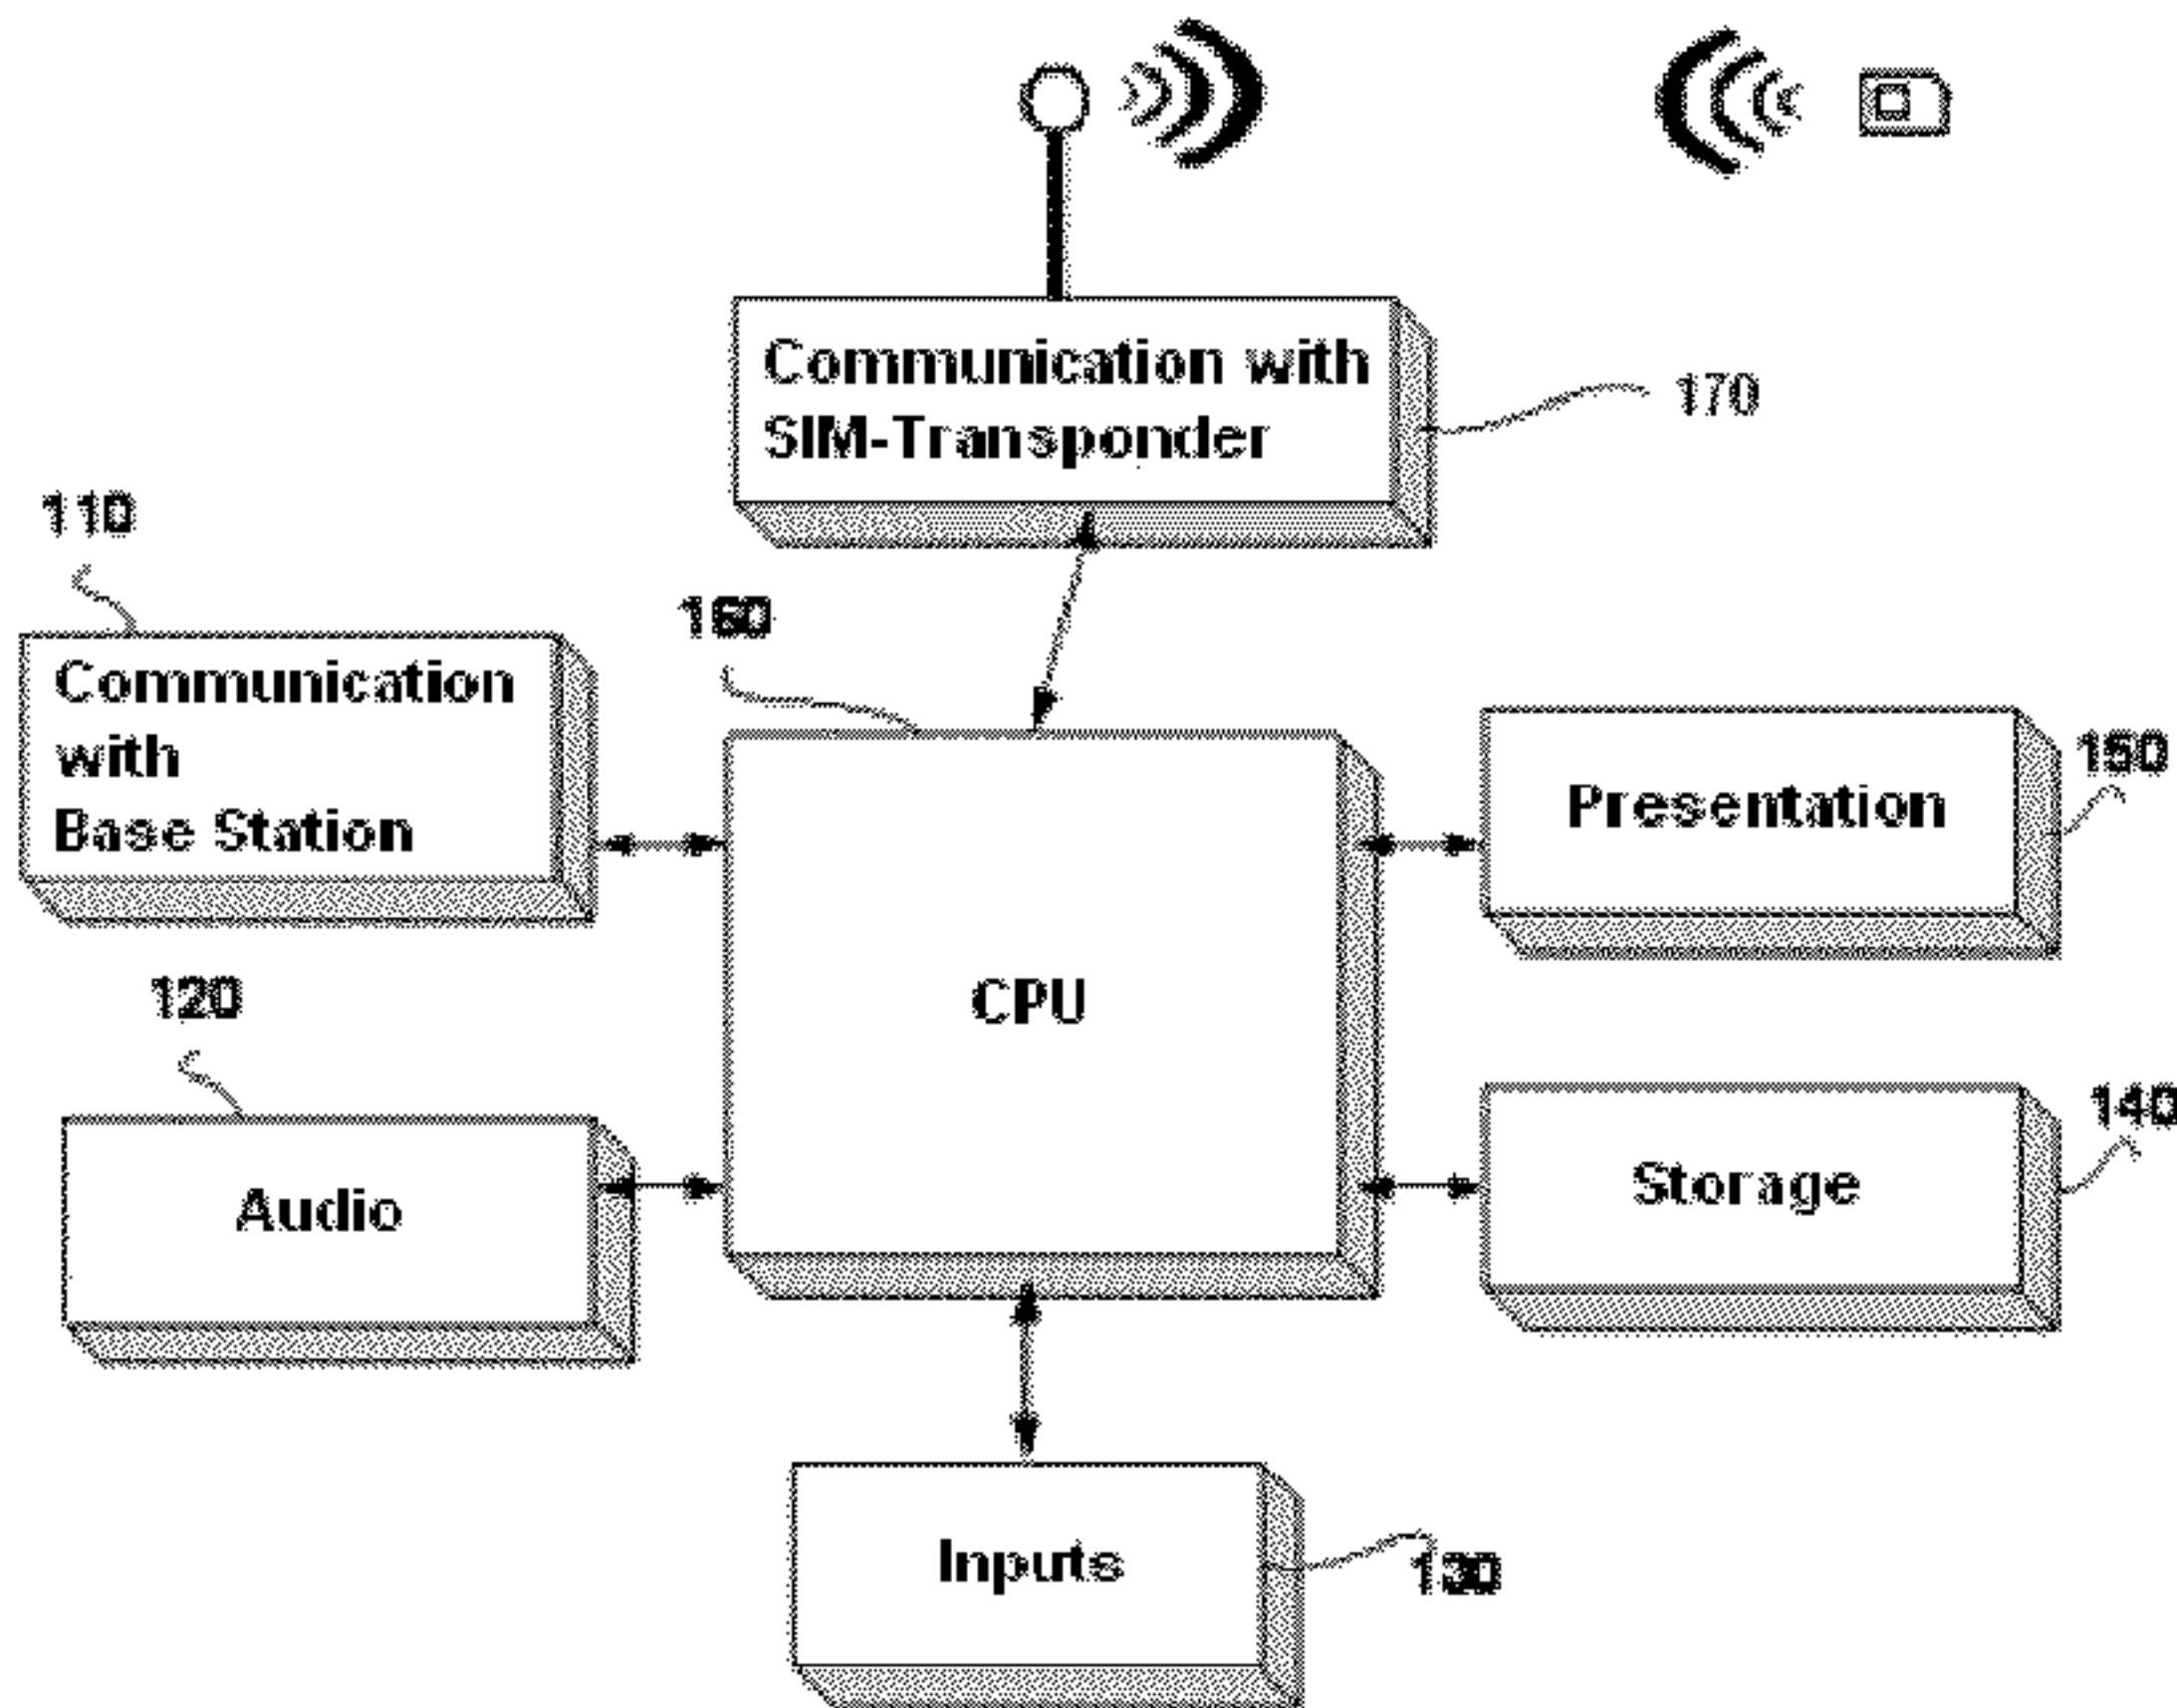 Communication with
SIM-Transponder
170
110
160
Communication
with
Base Station
150
Presentation
CPU
120
140
Audio
Storage
Inputs
130